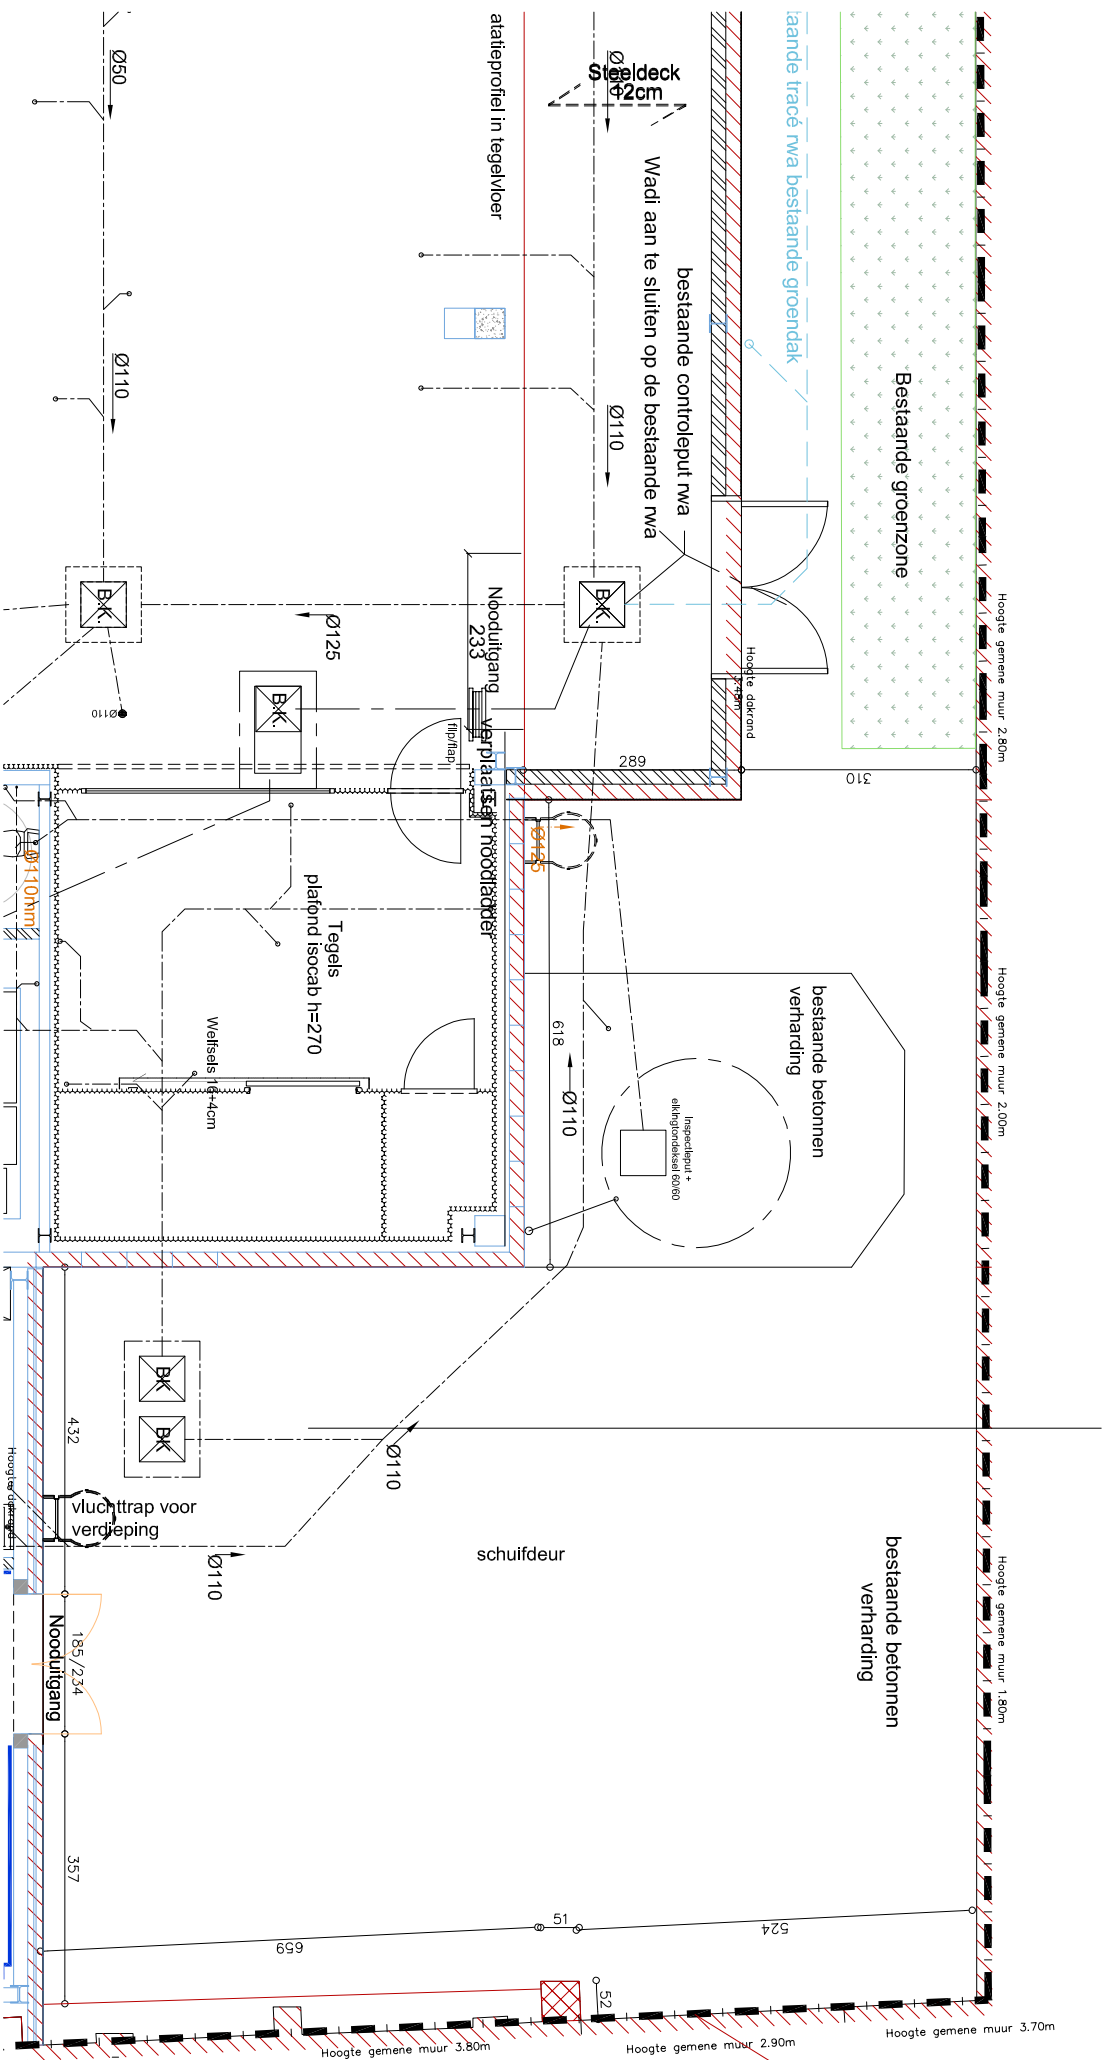 Ø50
atatieprofiel in tegelvloer
Steeldeck
+2cm
taande tracé rwa bestaande groendak
bestaande controleput rwa
Wadi aan te sluiten op de bestaande rwa
Bestaande groenzone
Ø110
Ø110
Hoogte gemene muur 2.80m
B.K.
B.K.
B.K.
Ø125
Ø110
Nooduitgang
233
flip/flap
verplaatsen noodladder
Hoogte dakrand
289
310
Ø125
Ø110mm
Tegels
plafond isocab h=270
Welfsels 16+4cm
618
Ø110
bestaande betonnen
verharding
Inspectieput +
elkingtondeksel 60/60
Hoogte gemene muur 2.00m
BK
BK
432
Ø110
Hoogte dakrand
vluchttrap voor
verdieping
Ø110
schuifdeur
bestaande betonnen
verharding
Hoogte gemene muur 1.80m
Nooduitgang
185/234
357
659
51
524
52
Hoogte gemene muur 3.80m
Hoogte gemene muur 2.90m
Hoogte gemene muur 3.70m